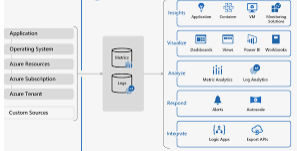 Application
Operating System
Azure Resources
Azure Subscription
Azure Tenant
Custom Sources
Metrics
Logs
Insights
Application
Container
VM
Monitoring
Solutions
Visualize
Dashboards
Views
Power BI
Workbooks
Analyze
Metric Analytics
Log Analytics
Respond
Alerts
Autoscale
Integrate
Logic Apps
Export APIs